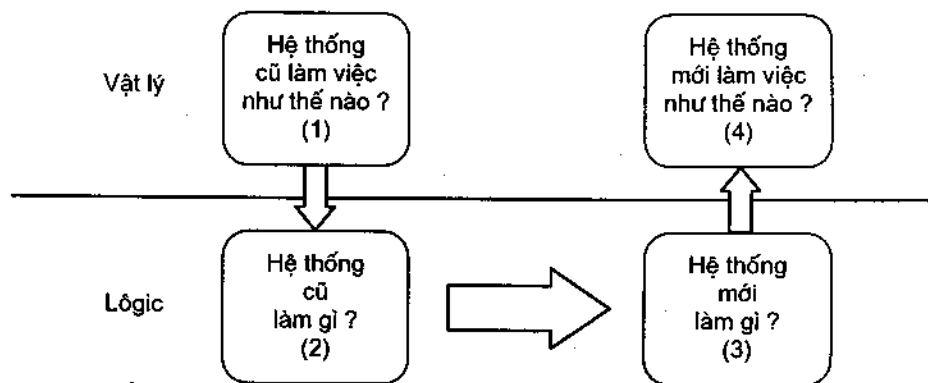 Vật lý
Hệ thống
cũ làm việc
như thế nào ?
(1)
Hệ thống
mới làm việc
như thế nào ?
(4)
Lôgic
Hệ thống
cũ
làm gì ?
(2)
Hệ thống
mới
làm gì ?
(3)